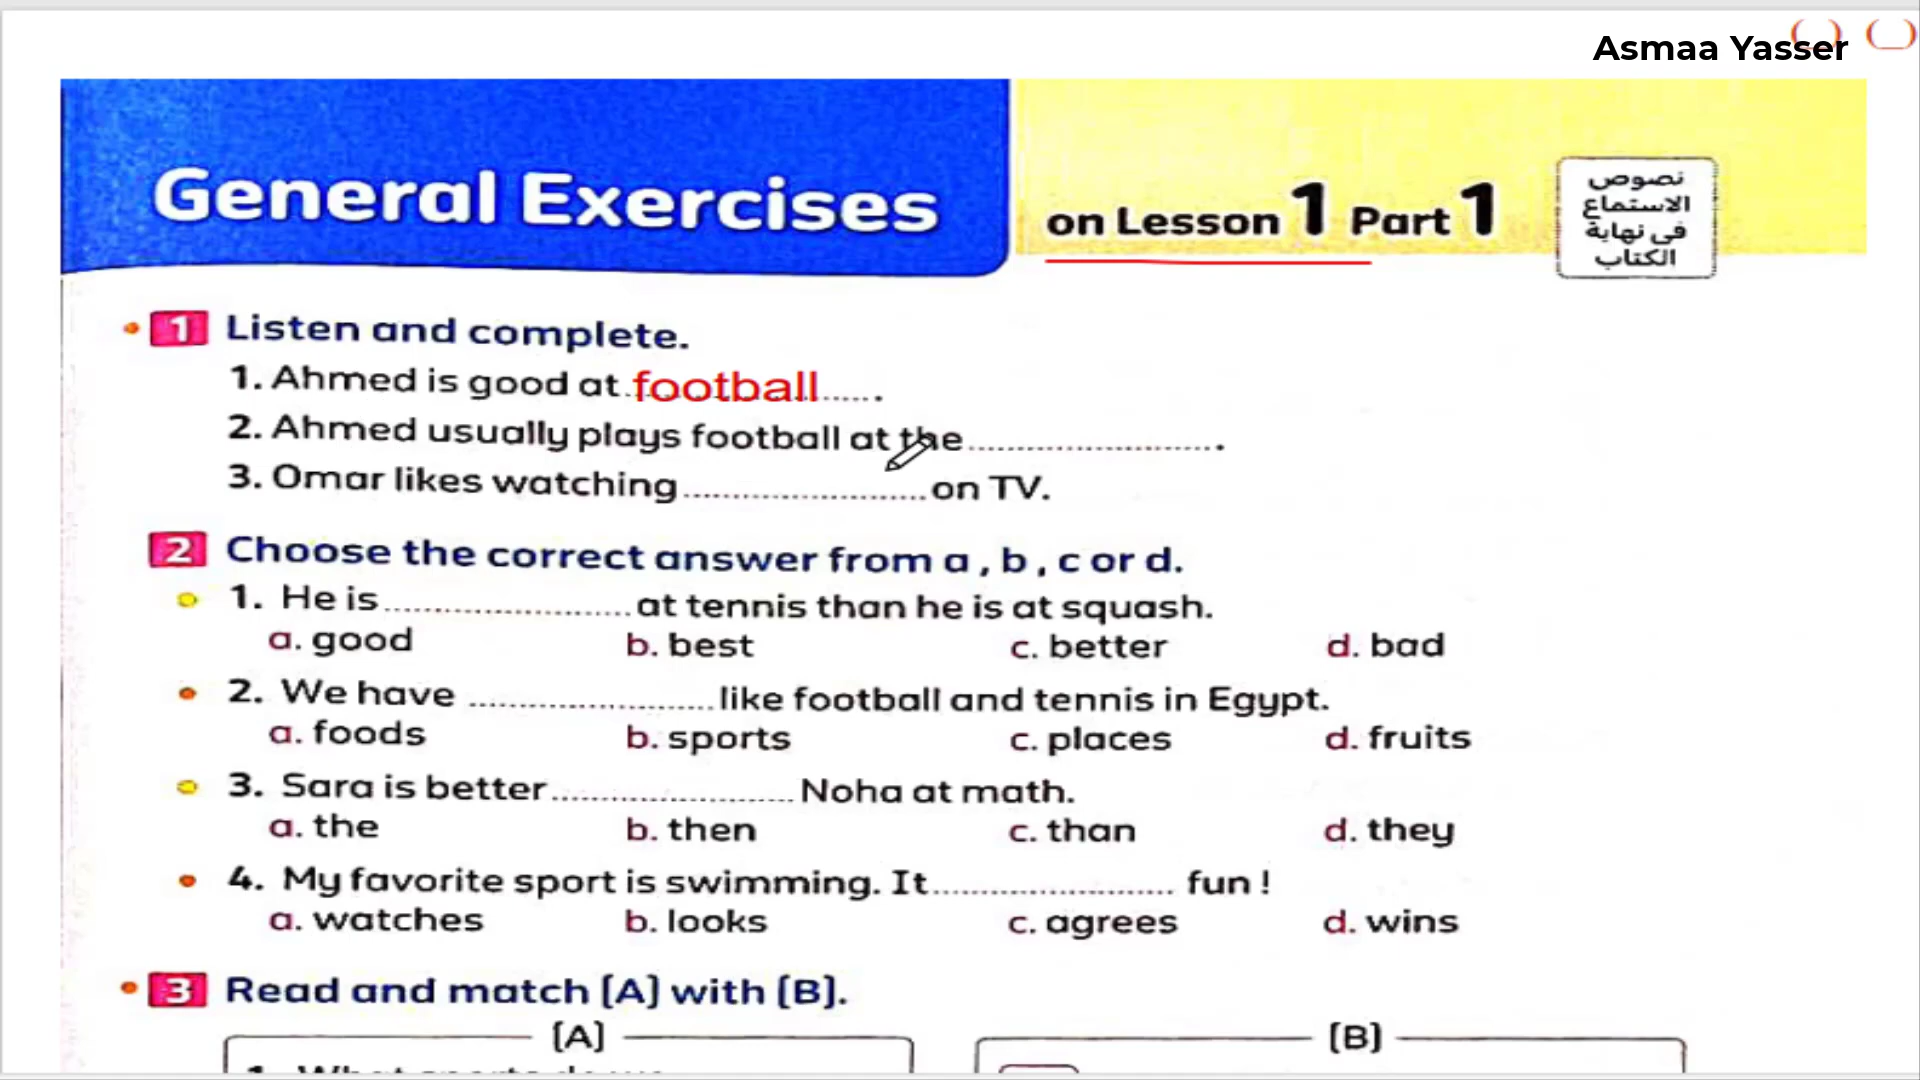 Asmaa Yasser
General Exercises
on Lesson 1 Part 1
نصوص
الاستماع
فى نهاية
الكتاب
1 Listen and complete.
1. Ahmed is good at football .
2. Ahmed usually plays football at the ........................ .
3. Omar likes watching ........................ on TV.
2 Choose the correct answer from a , b , c or d.
1. He is ........................ at tennis than he is at squash.
a. good b. best c. better d. bad
2. We have ........................ like football and tennis in Egypt.
a. foods b. sports c. places d. fruits
3. Sara is better ........................ Noha at math.
a. the b. then c. than d. they
4. My favorite sport is swimming. It ........................ fun !
a. watches b. looks c. agrees d. wins
3 Read and match [A] with [B].
[A] [B]